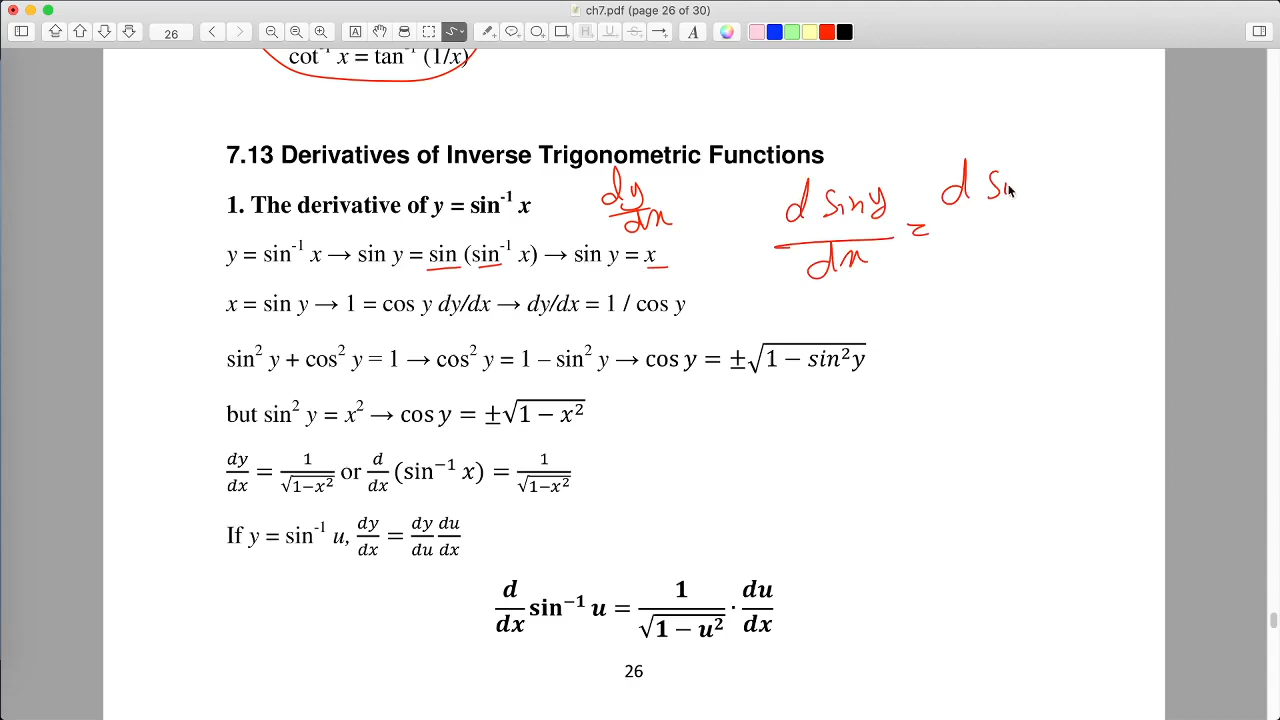 ch7.pdf (page 26 of 30)
26
cot⁻¹ x = tan⁻¹ (1/x)
7.13 Derivatives of Inverse Trigonometric Functions
1. The derivative of y = sin⁻¹ x
dy/dx
d siny/dx = d si
y = sin⁻¹ x → sin y = sin (sin⁻¹ x) → sin y = x
x = sin y → 1 = cos y dy/dx → dy/dx = 1 / cos y
sin² y + cos² y = 1 → cos² y = 1 – sin² y → cos y = ±√(1 − sin²y)
but sin² y = x² → cos y = ±√(1 − x²)
dy/dx = 1/√(1−x²) or d/dx (sin⁻¹ x) = 1/√(1−x²)
If y = sin⁻¹ u, dy/dx = dy/du du/dx
d/dx sin⁻¹ u = 1/√(1 − u²) · du/dx
26